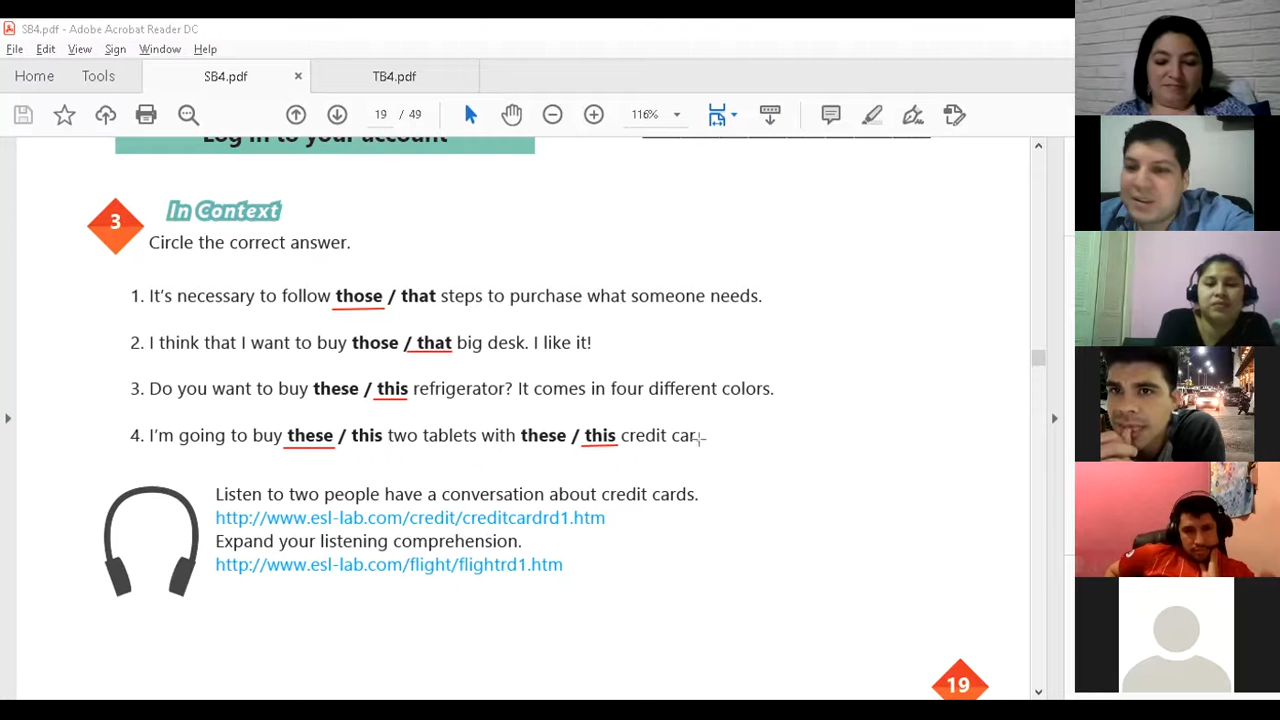 SB4.pdf - Adobe Acrobat Reader DC
File Edit View Sign Window Help
Home Tools SB4.pdf × TB4.pdf
19 / 49 116%
Log in to your account
3 In Context
Circle the correct answer.
1. It's necessary to follow those / that steps to purchase what someone needs.
2. I think that I want to buy those / that big desk. I like it!
3. Do you want to buy these / this refrigerator? It comes in four different colors.
4. I'm going to buy these / this two tablets with these / this credit car
Listen to two people have a conversation about credit cards.
http://www.esl-lab.com/credit/creditcardrd1.htm
Expand your listening comprehension.
http://www.esl-lab.com/flight/flightrd1.htm
19